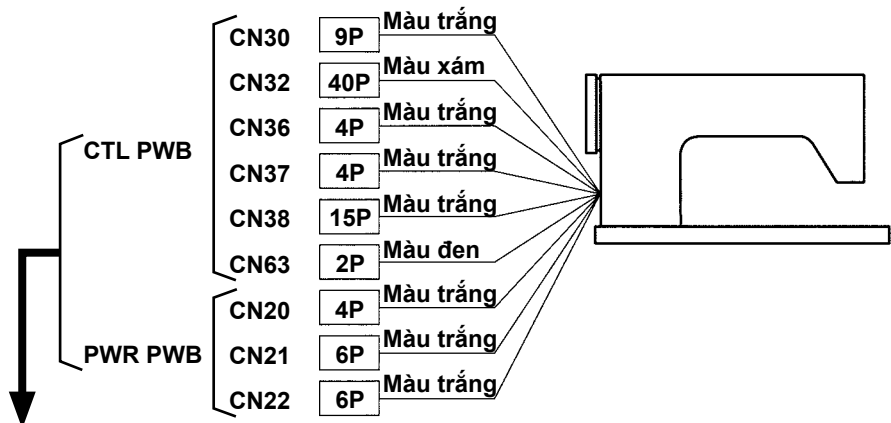 CN30 9P Màu trắng
CN32 40P Màu xám
CN36 4P Màu trắng
CTL PWB
CN37 4P Màu trắng
CN38 15P Màu trắng
CN63 2P Màu đen
CN20 4P Màu trắng
PWR PWB
CN21 6P Màu trắng
CN22 6P Màu trắng